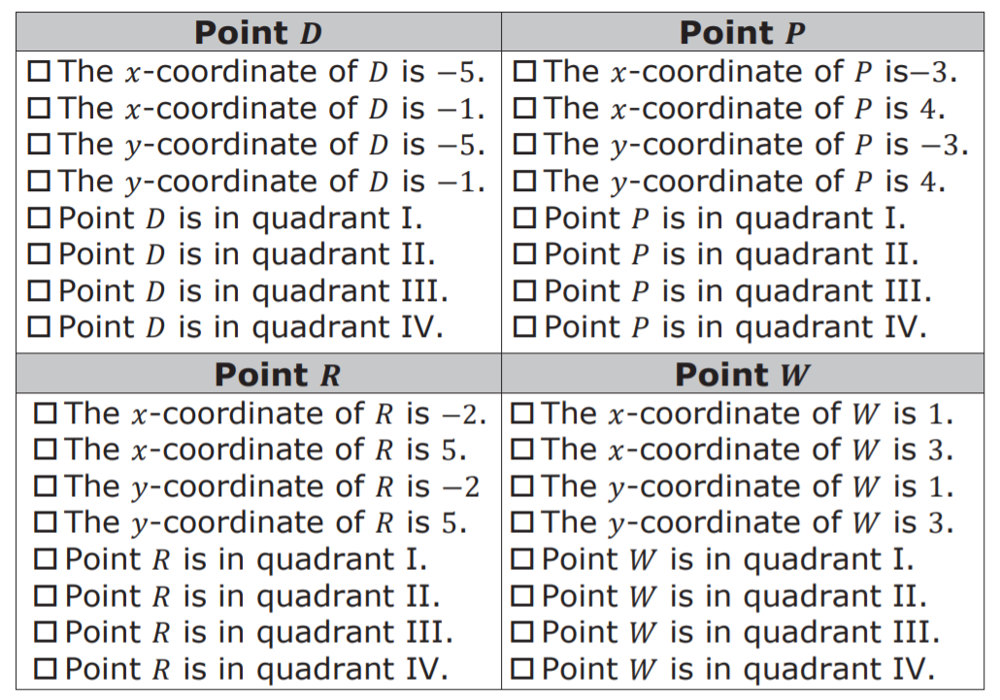 Point D
☐ The x-coordinate of D is −5.
☐ The x-coordinate of D is −1.
☐ The y-coordinate of D is −5.
☐ The y-coordinate of D is −1.
☐ Point D is in quadrant I.
☐ Point D is in quadrant II.
☐ Point D is in quadrant III.
☐ Point D is in quadrant IV.
Point P
☐ The x-coordinate of P is−3.
☐ The x-coordinate of P is 4.
☐ The y-coordinate of P is −3.
☐ The y-coordinate of P is 4.
☐ Point P is in quadrant I.
☐ Point P is in quadrant II.
☐ Point P is in quadrant III.
☐ Point P is in quadrant IV.
Point R
☐ The x-coordinate of R is −2.
☐ The x-coordinate of R is 5.
☐ The y-coordinate of R is −2
☐ The y-coordinate of R is 5.
☐ Point R is in quadrant I.
☐ Point R is in quadrant II.
☐ Point R is in quadrant III.
☐ Point R is in quadrant IV.
Point W
☐ The x-coordinate of W is 1.
☐ The x-coordinate of W is 3.
☐ The y-coordinate of W is 1.
☐ The y-coordinate of W is 3.
☐ Point W is in quadrant I.
☐ Point W is in quadrant II.
☐ Point W is in quadrant III.
☐ Point W is in quadrant IV.